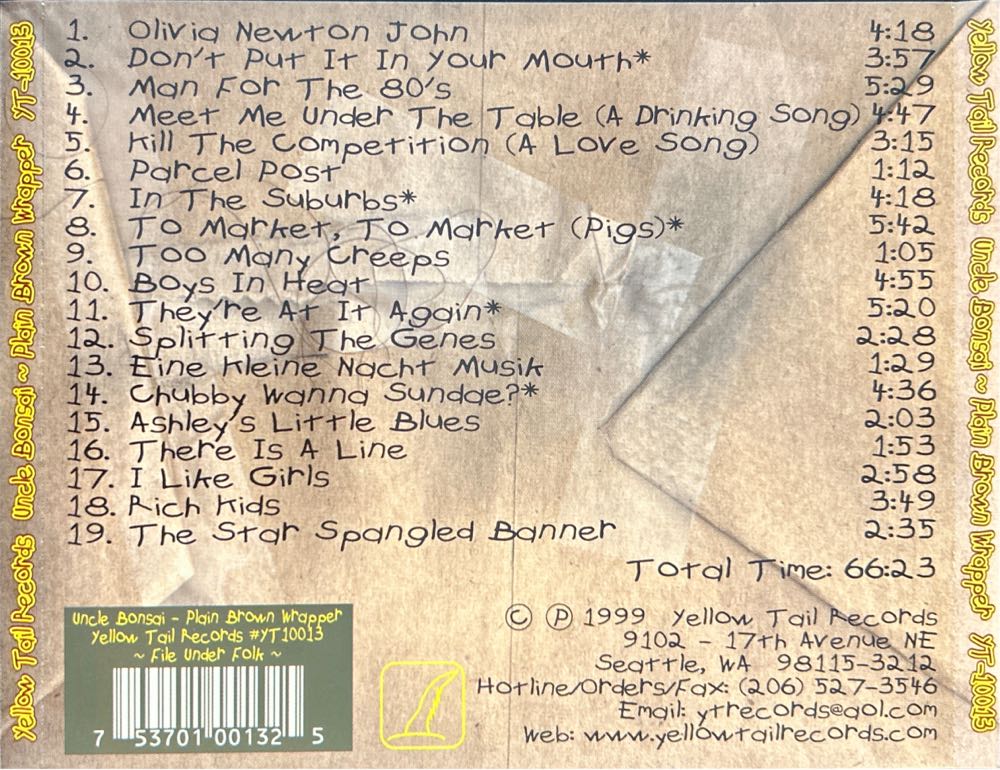 Yellow Tail Records Uncle Bonsai ~ Plain Brown Wrapper YT-10013
1. Olivia Newton John 4:18
2. Don't Put It In Your Mouth* 3:57
3. Man For The 80's 5:29
4. Meet Me Under The Table (A Drinking Song) 4:47
5. Kill The Competition (A Love Song) 3:15
6. Parcel Post 1:12
7. In The Suburbs* 4:18
8. To Market, To Market (Pigs)* 5:42
9. Too Many Creeps 1:05
10. Boys In Heat 4:55
11. They're At It Again* 5:20
12. Splitting The Genes 2:28
13. Eine Kleine Nacht Musik 1:29
14. Chubby Wanna Sundae?* 4:36
15. Ashley's Little Blues 2:03
16. There Is A Line 1:53
17. I Like Girls 2:58
18. Rich Kids 3:49
19. The Star Spangled Banner 2:35
Total Time: 66:23
Uncle Bonsai - Plain Brown Wrapper
Yellow Tail Records #YT10013
~ File Under Folk ~
7 53701 00132 5
© ℗ 1999 Yellow Tail Records
9102 - 17th Avenue NE
Seattle, WA 98115-3212
Hotline/Orders/Fax: (206) 527-3546
Email: ytrecords@aol.com
Web: www.yellowtailrecords.com
Yellow Tail Records Uncle Bonsai ~ Plain Brown Wrapper YT-10013